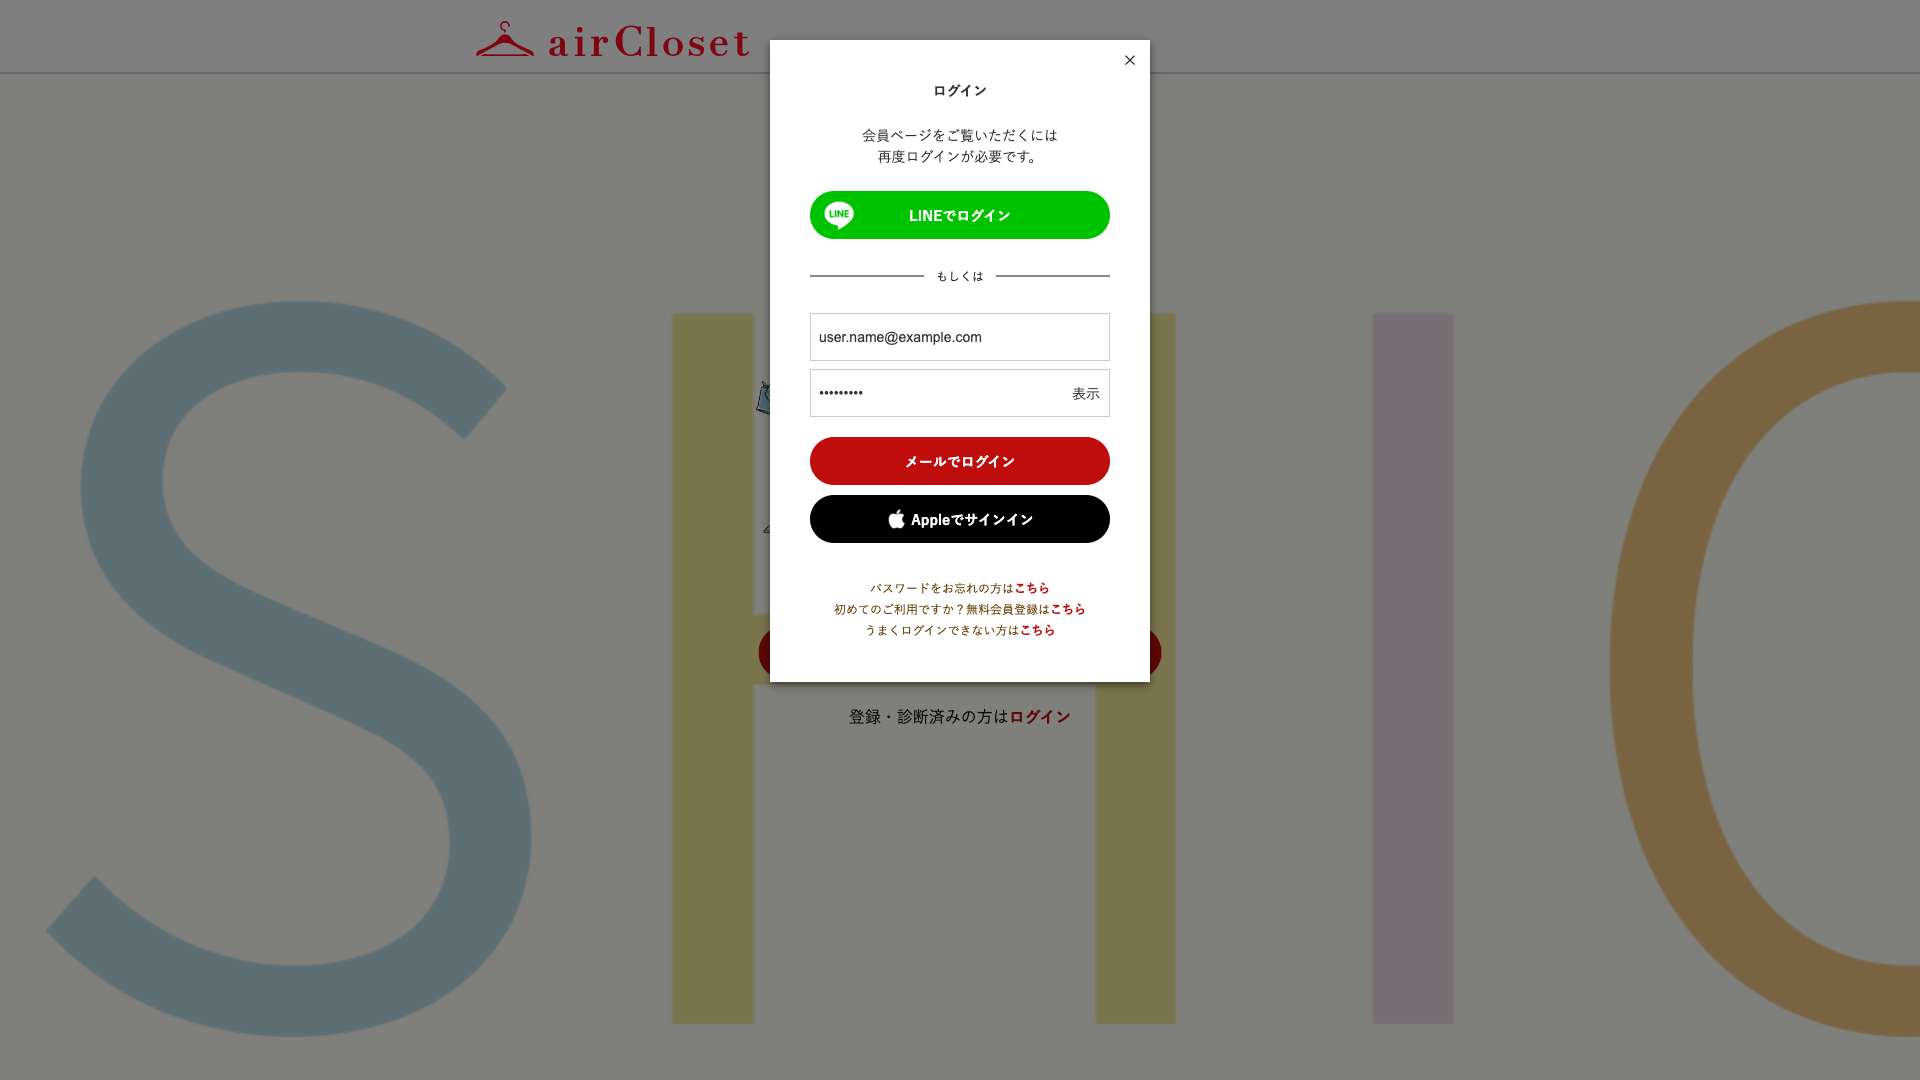 airCloset
ログイン
会員ページをご覧いただくには
再度ログインが必要です。
LINE LINEでログイン
もしくは
user.name@example.com
••••••••• 表示
メールでログイン
Appleでサインイン
パスワードをお忘れの方はこちら
初めてのご利用ですか？無料会員登録はこちら
うまくログインできない方はこちら
登録・診断済みの方はログイン
SHIC